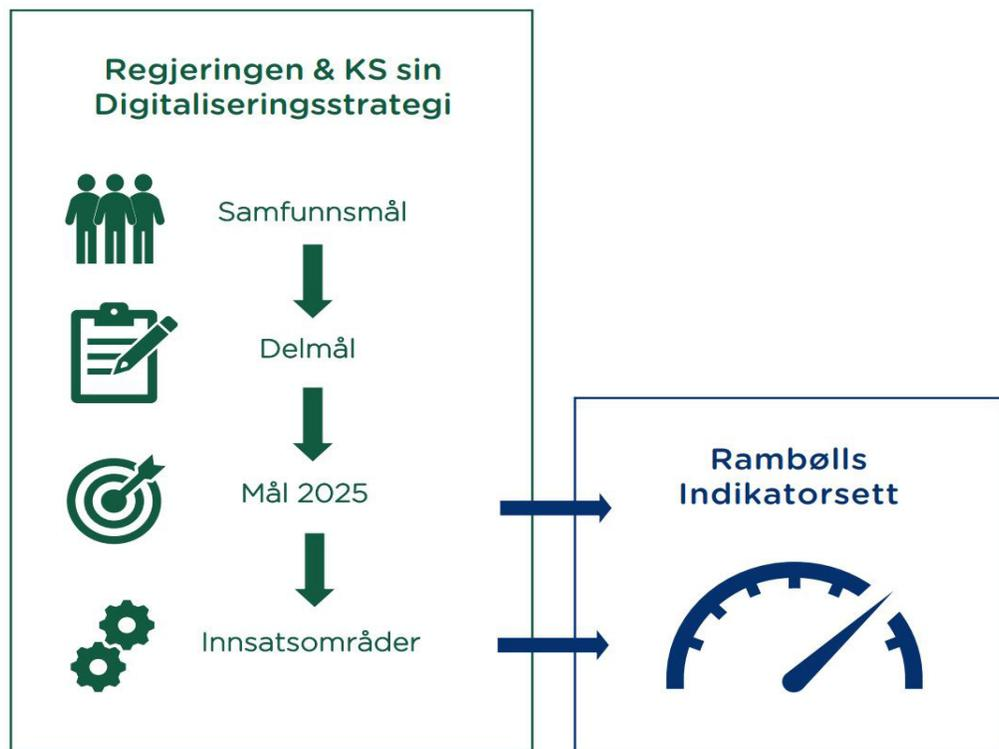 Regjeringen & KS sin
Digitaliseringsstrategi
Samfunnsmål
Delmål
Mål 2025
Innsatsområder
Rambølls
Indikatorsett